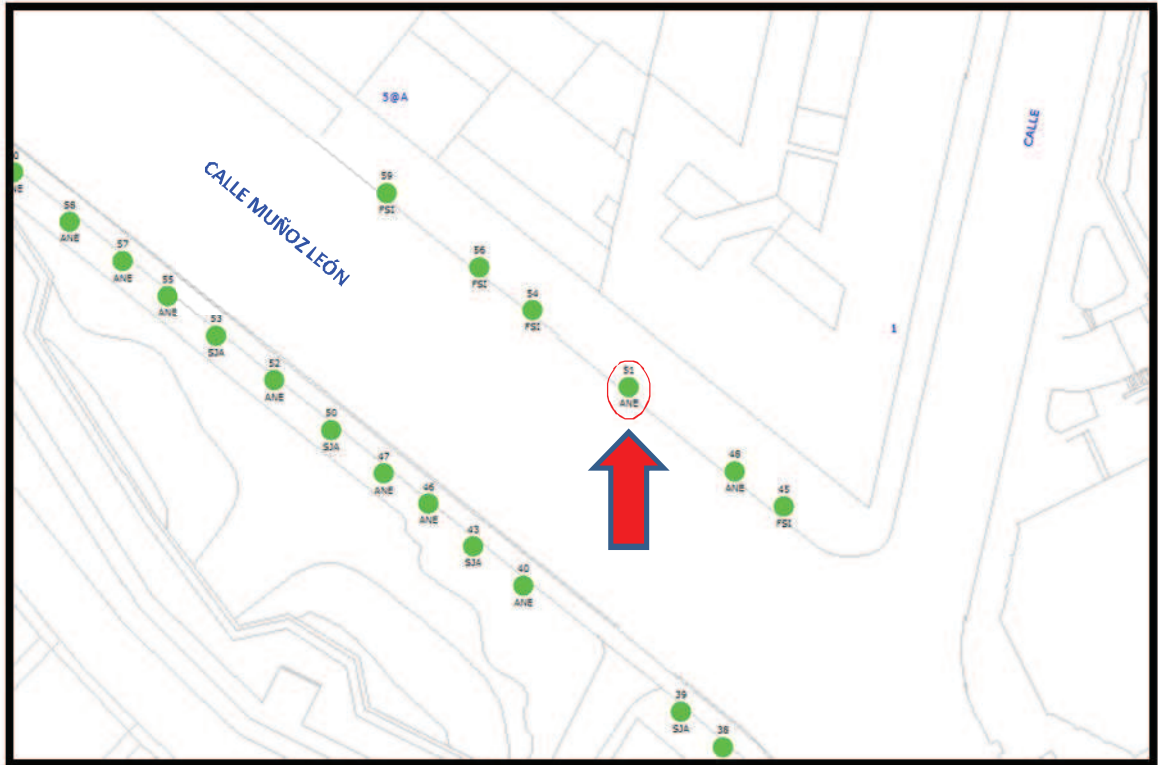 5@A
CALLE
CALLE MUÑOZ LEÓN
59
FSI
58
ANE
57
ANE
56
FSI
55
ANE
54
FSI
53
SJA
1
52
ANE
51
ANE
50
SJA
47
ANE
48
ANE
46
ANE
45
FSI
43
SJA
40
ANE
39
SJA
38